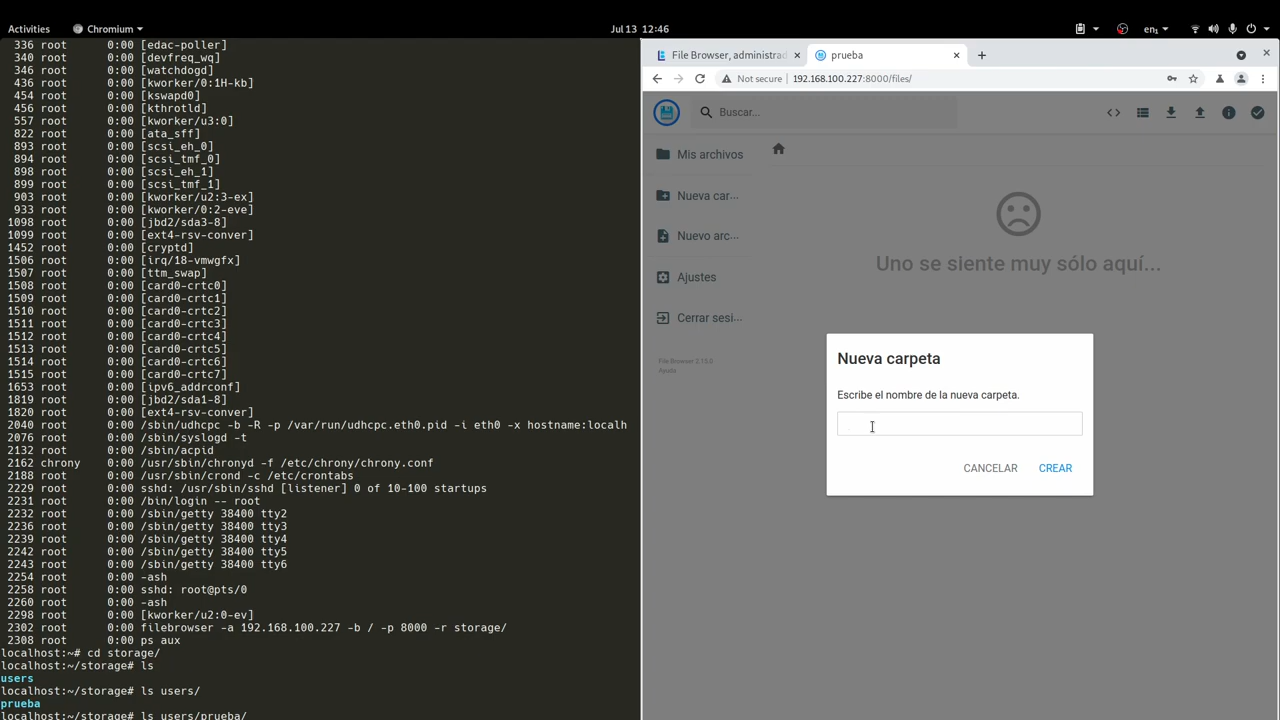 Activities
Chromium
Jul 13 12:46
en₁
336 root 0:00 [edac-poller]
340 root 0:00 [devfreq_wq]
346 root 0:00 [watchdogd]
436 root 0:00 [kworker/0:1H-kb]
454 root 0:00 [kswapd0]
456 root 0:00 [kthrotld]
557 root 0:00 [kworker/u3:0]
822 root 0:00 [ata_sff]
893 root 0:00 [scsi_eh_0]
894 root 0:00 [scsi_tmf_0]
898 root 0:00 [scsi_eh_1]
899 root 0:00 [scsi_tmf_1]
903 root 0:00 [kworker/u2:3-ex]
933 root 0:00 [kworker/0:2-eve]
1098 root 0:00 [jbd2/sda3-8]
1099 root 0:00 [ext4-rsv-conver]
1452 root 0:00 [cryptd]
1506 root 0:00 [irq/18-vmwgfx]
1507 root 0:00 [ttm_swap]
1508 root 0:00 [card0-crtc0]
1509 root 0:00 [card0-crtc1]
1510 root 0:00 [card0-crtc2]
1511 root 0:00 [card0-crtc3]
1512 root 0:00 [card0-crtc4]
1513 root 0:00 [card0-crtc5]
1514 root 0:00 [card0-crtc6]
1515 root 0:00 [card0-crtc7]
1653 root 0:00 [ipv6_addrconf]
1819 root 0:00 [jbd2/sda1-8]
1820 root 0:00 [ext4-rsv-conver]
2040 root 0:00 /sbin/udhcpc -b -R -p /var/run/udhcpc.eth0.pid -i eth0 -x hostname:localh
2076 root 0:00 /sbin/syslogd -t
2132 root 0:00 /sbin/acpid
2162 chrony 0:00 /usr/sbin/chronyd -f /etc/chrony/chrony.conf
2188 root 0:00 /usr/sbin/crond -c /etc/crontabs
2229 root 0:00 sshd: /usr/sbin/sshd [listener] 0 of 10-100 startups
2231 root 0:00 /bin/login -- root
2232 root 0:00 /sbin/getty 38400 tty2
2236 root 0:00 /sbin/getty 38400 tty3
2239 root 0:00 /sbin/getty 38400 tty4
2242 root 0:00 /sbin/getty 38400 tty5
2243 root 0:00 /sbin/getty 38400 tty6
2254 root 0:00 -ash
2258 root 0:00 sshd: root@pts/0
2260 root 0:00 -ash
2298 root 0:00 [kworker/u2:0-ev]
2302 root 0:00 filebrowser -a 192.168.100.227 -b / -p 8000 -r storage/
2308 root 0:00 ps aux
localhost:~# cd storage/
localhost:~/storage# ls
users
localhost:~/storage# ls users/
prueba
localhost:~/storage# ls users/prueba/
File Browser, administrad
prueba
Not secure
192.168.100.227:8000/files/
Buscar...
Mis archivos
Nueva car...
Nuevo arc...
Ajustes
Cerrar sesi...
File Browser 2.15.0
Ayuda
Uno se siente muy sólo aquí...
Nueva carpeta
Escribe el nombre de la nueva carpeta.
CANCELAR
CREAR